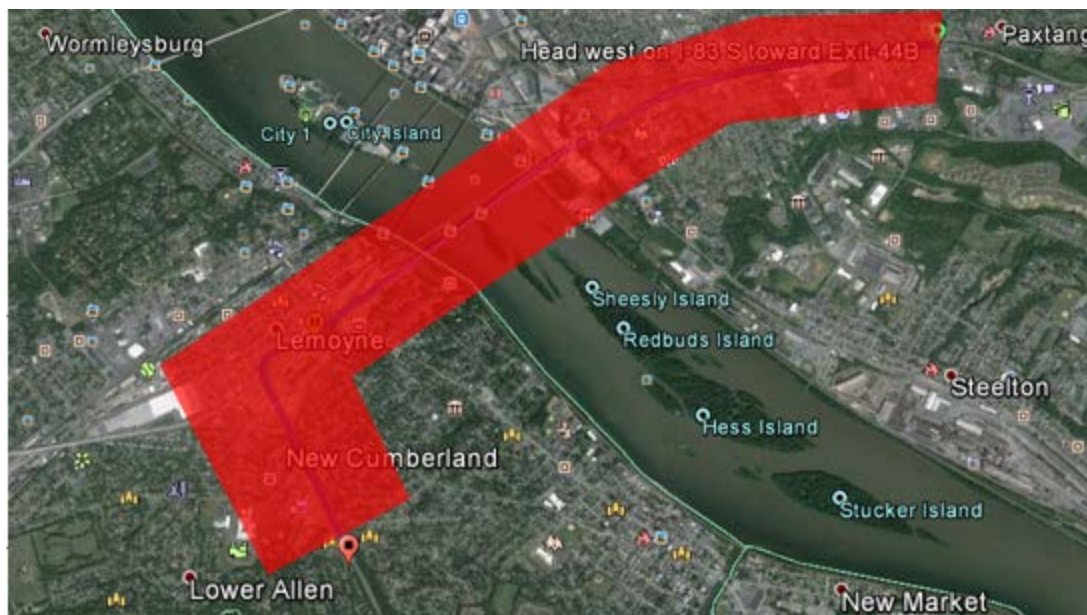 Wormleysburg
Head west on I-83 S toward Exit 44B
Paxtang
City 1
City Island
Sheesly Island
Redbuds Island
Lemoyne
Steelton
Hess Island
New Cumberland
Stucker Island
Lower Allen
New Market